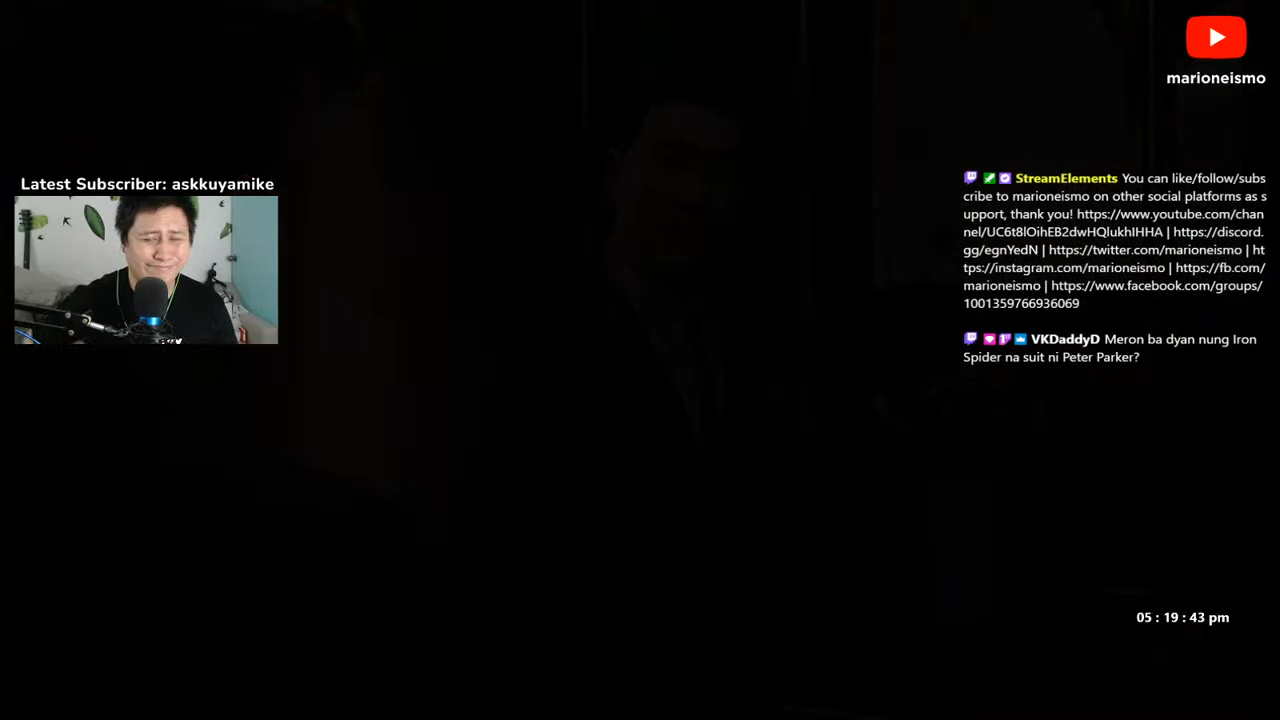 marioneismo
Latest Subscriber: askkuyamike
StreamElements You can like/follow/subs
cribe to marioneismo on other social platforms as s
upport, thank you! https://www.youtube.com/chan
nel/UC6t8lOihEB2dwHQlukhIHHA | https://discord.
gg/egnYedN | https://twitter.com/marioneismo | ht
tps://instagram.com/marioneismo | https://fb.com/
marioneismo | https://www.facebook.com/groups/
1001359766936069
VKDaddyD Meron ba dyan nung Iron
Spider na suit ni Peter Parker?
05 : 19 : 43 pm